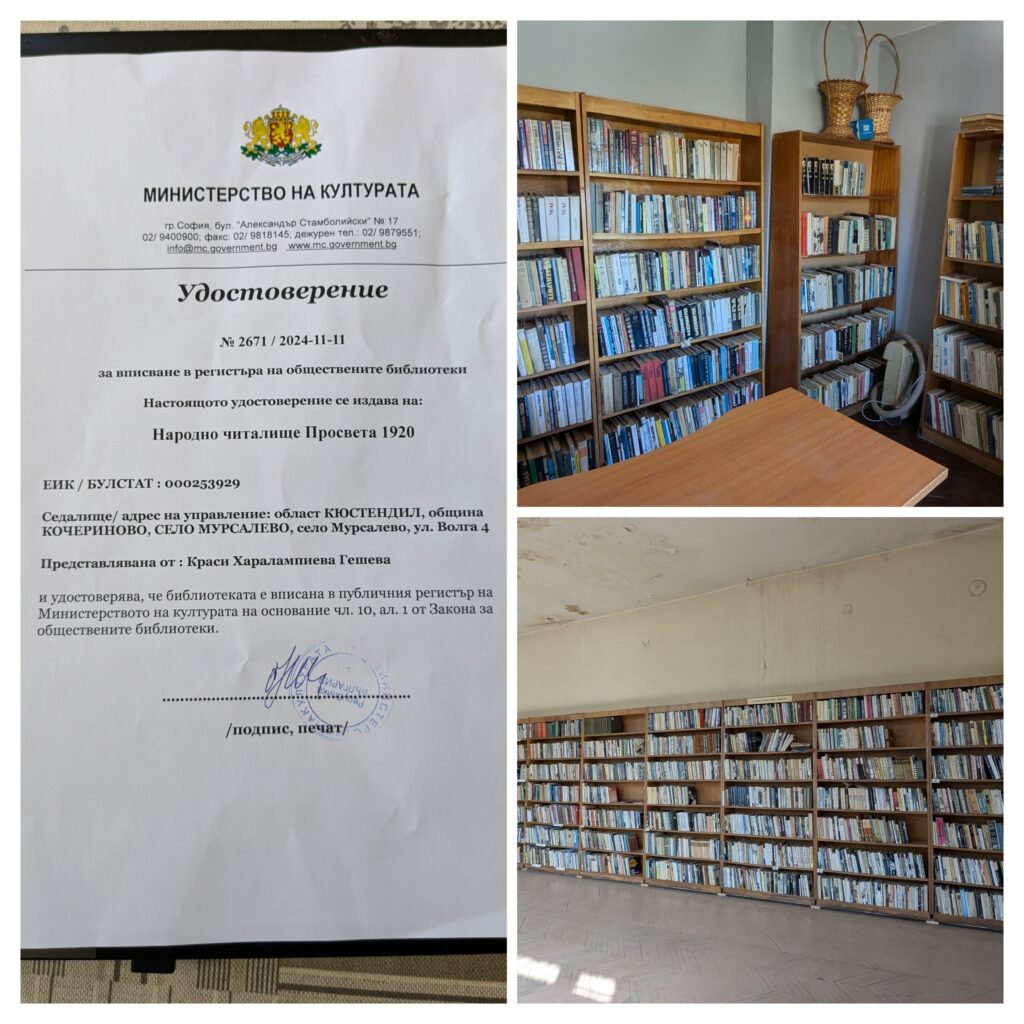 МИНИСТЕРСТВО НА КУЛТУРАТА
гр.София, бул. "Александър Стамболийски" № 17
02/ 9400900; факс: 02/ 9818145; дежурен тел.: 02/ 9879551;
info@mc.government.bg www.mc.government.bg
Удостоверение
№ 2671 / 2024-11-11
за вписване в регистъра на обществените библиотеки
Настоящото удостоверение се издава на:
Народно читалище Просвета 1920
ЕИК / БУЛСТАТ : 000253929
Седалище/ адрес на управление: област КЮСТЕНДИЛ, община
КОЧЕРИНОВО, СЕЛО МУРСАЛЕВО, село Мурсалево, ул. Волга 4
Представлявана от : Краси Харалампиева Гешева
и удостоверява, че библиотеката е вписана в публичния регистър на
Министерството на културата на основание чл. 10, ал. 1 от Закона за
обществените библиотеки.
Република
БЪЛГАРИЯ
/подпис, печат/